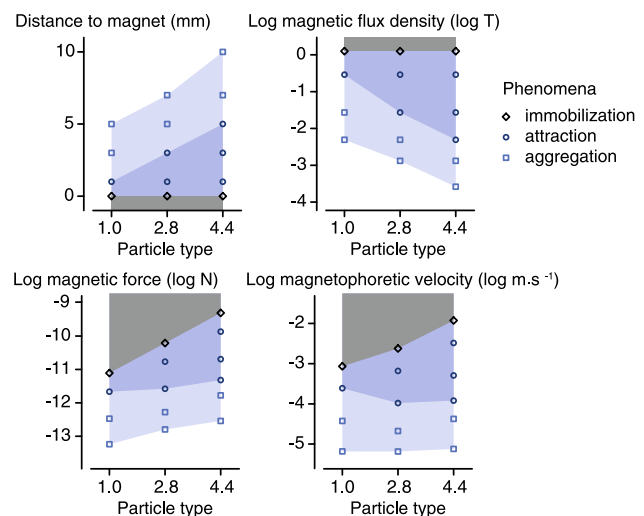 Distance to magnet (mm)
10
5
0
1.0 2.8 4.4
Particle type
Log magnetic flux density (log T)
0
-1
-2
-3
-4
1.0 2.8 4.4
Particle type
Phenomena
immobilization
attraction
aggregation
Log magnetic force (log N)
-9
-10
-11
-12
-13
1.0 2.8 4.4
Particle type
Log magnetophoretic velocity (log m.s⁻¹)
-2
-3
-4
-5
1.0 2.8 4.4
Particle type